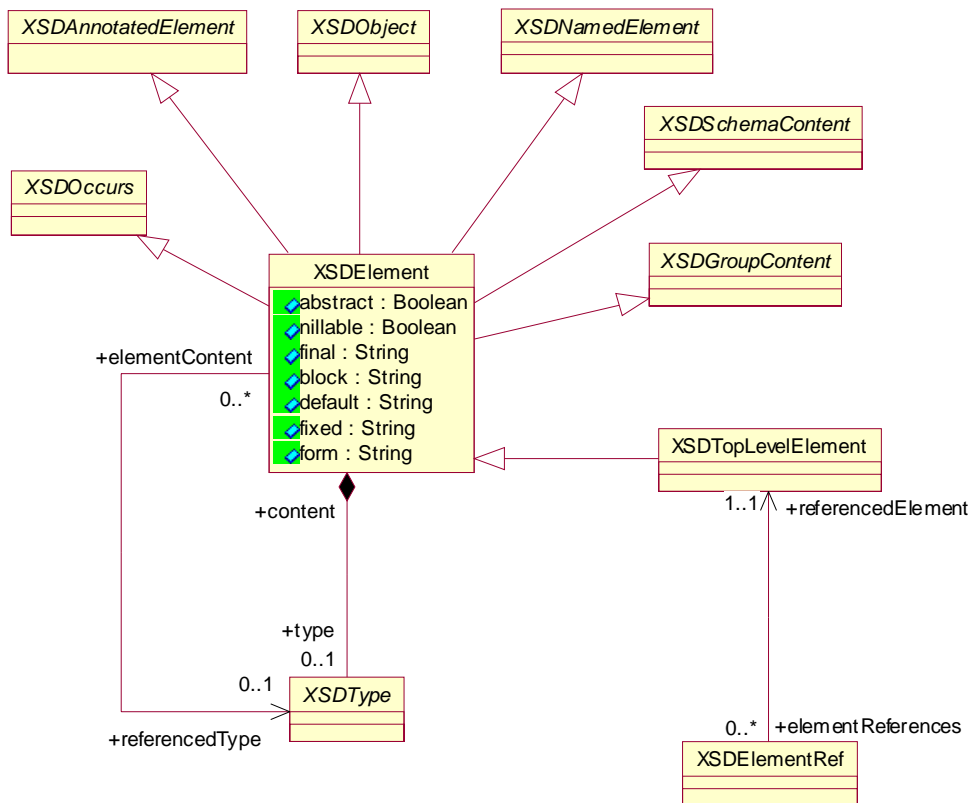 XSDAnnotatedElement
XSDObject
XSDNamedElement
XSDSchemaContent
XSDOccurs
XSDGroupContent
XSDElement
abstract : Boolean
nillable : Boolean
final : String
block : String
default : String
fixed : String
form : String
+elementContent
0..*
XSDTopLevelElement
+content
1..1
+referencedElement
+type
0..1
0..1
XSDType
+referencedType
0..*
+elementReferences
XSDElementRef